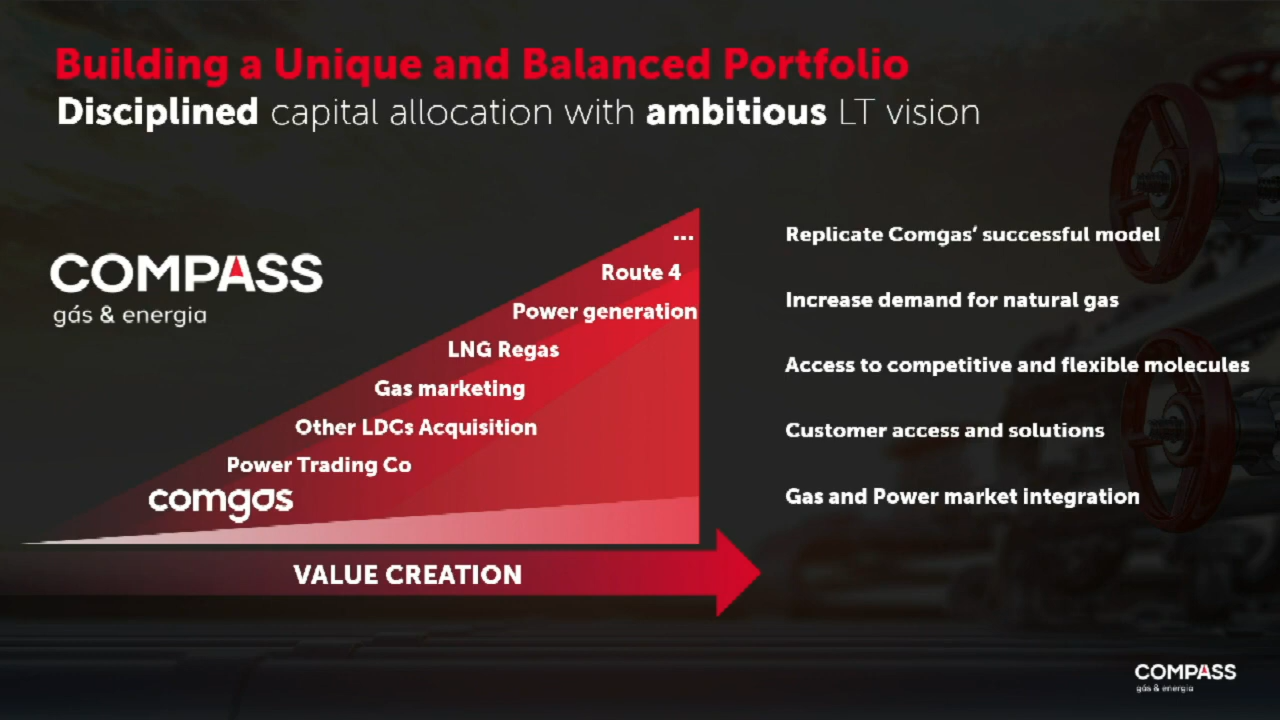 Building a Unique and Balanced Portfolio
Disciplined capital allocation with ambitious LT vision
COMPASS
gás & energia
...
Route 4
Power generation
LNG Regas
Gas marketing
Other LDCs Acquisition
Power Trading Co
comgas
VALUE CREATION
Replicate Comgas’ successful model
Increase demand for natural gas
Access to competitive and flexible molecules
Customer access and solutions
Gas and Power market integration
COMPASS
gás & energia